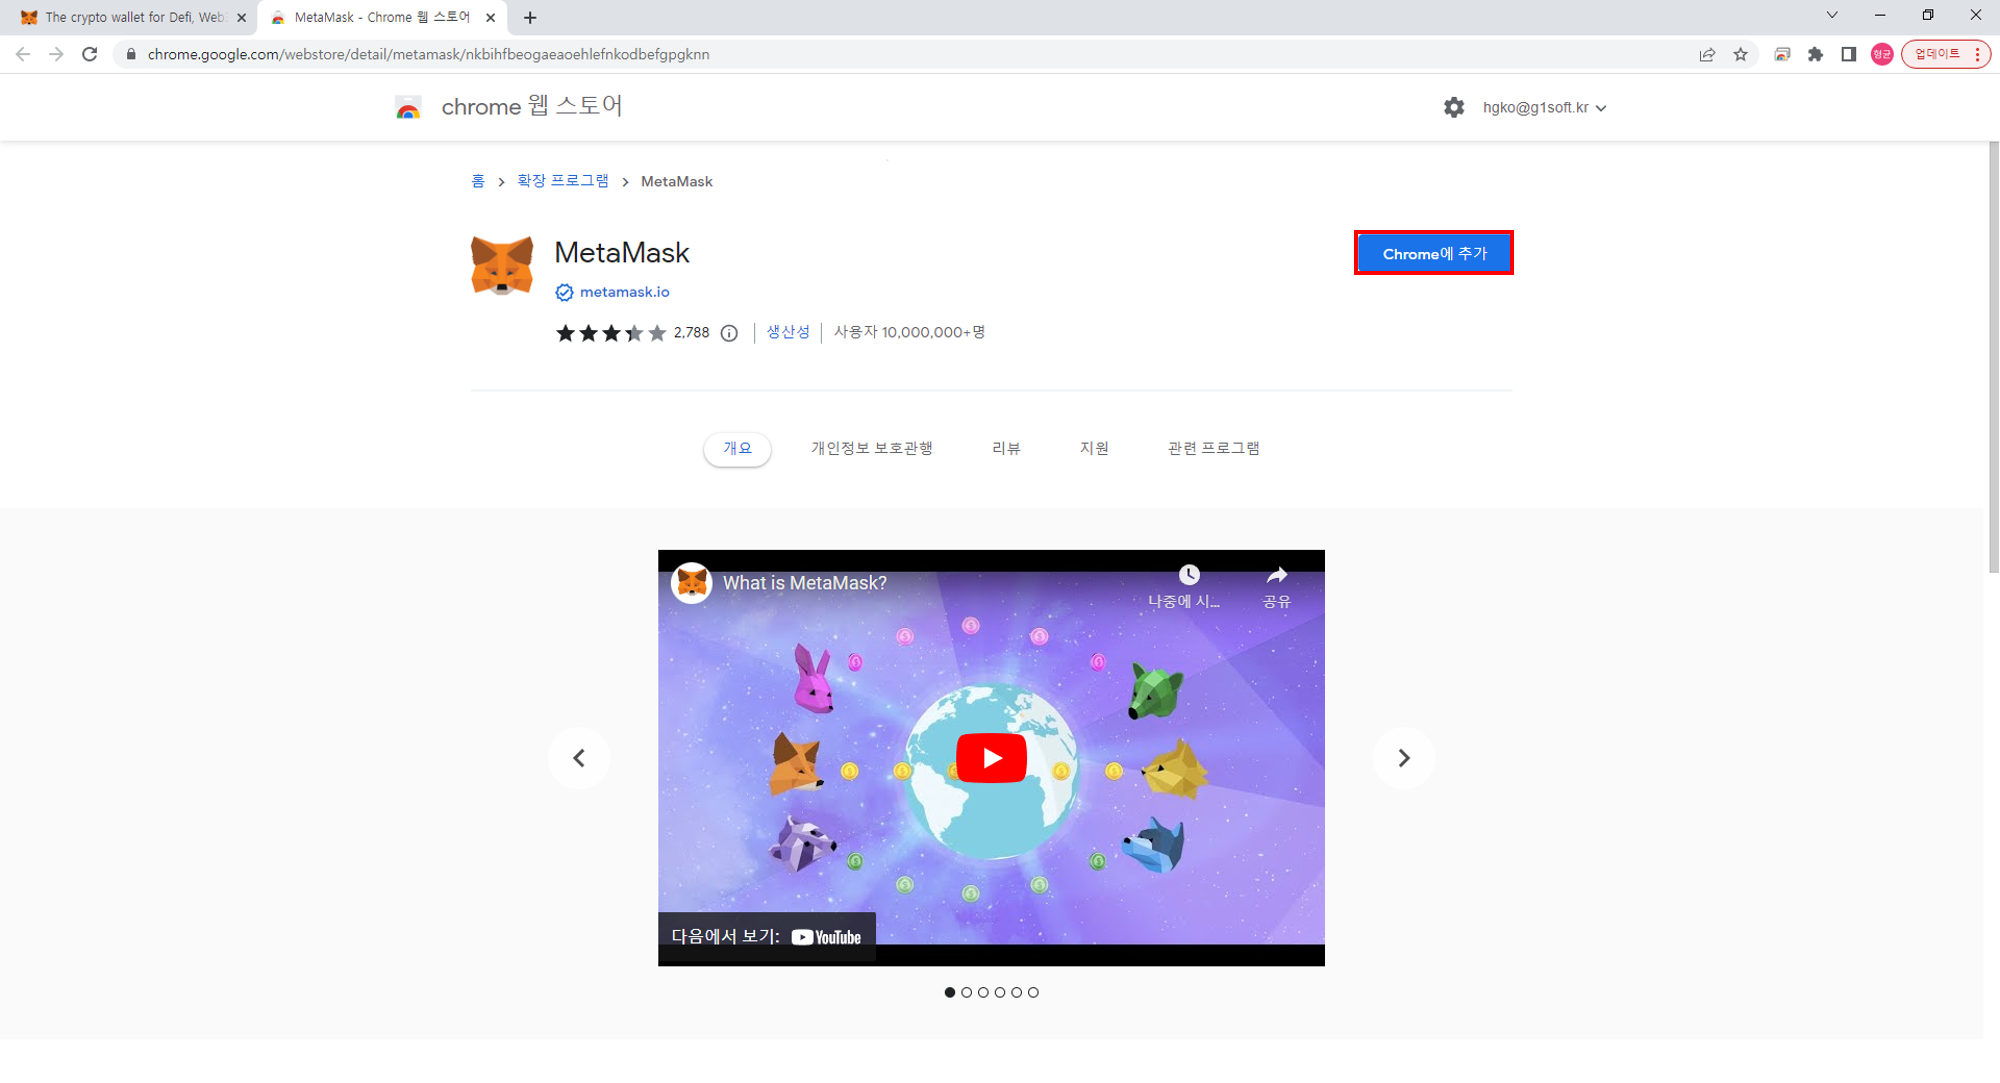 The crypto wallet for Defi, Web3
MetaMask - Chrome 웹 스토어
chrome.google.com/webstore/detail/metamask/nkbihfbeogaeaoehlefnkodbefgpgknn
형균
업데이트
chrome 웹 스토어
hgko@g1soft.kr
홈 > 확장 프로그램 > MetaMask
MetaMask
Chrome에 추가
metamask.io
2,788
생산성
사용자 10,000,000+명
개요
개인정보 보호관행
리뷰
지원
관련 프로그램
What is MetaMask?
나중에 시...
공유
다음에서 보기: YouTube